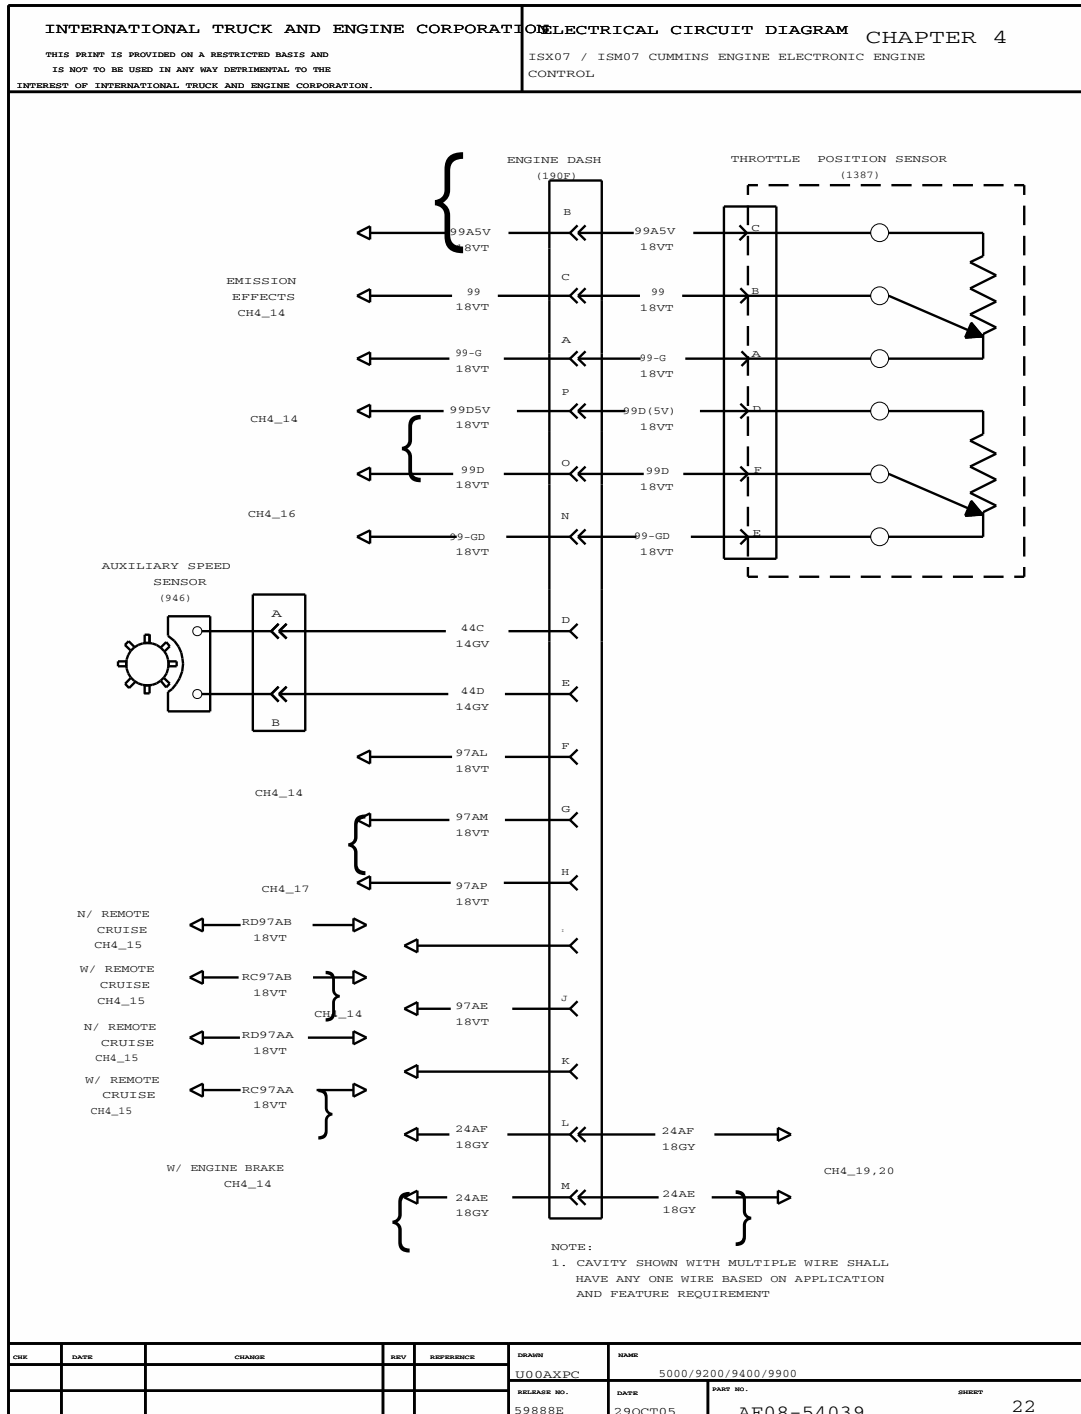 INTERNATIONAL TRUCK AND ENGINE CORPORATION
THIS PRINT IS PROVIDED ON A RESTRICTED BASIS AND
IS NOT TO BE USED IN ANY WAY DETRIMENTAL TO THE
INTEREST OF INTERNATIONAL TRUCK AND ENGINE CORPORATION.
ELECTRICAL CIRCUIT DIAGRAM
CHAPTER 4
ISX07 / ISM07 CUMMINS ENGINE ELECTRONIC ENGINE
CONTROL
ENGINE DASH
(190F)
THROTTLE POSITION SENSOR
(1387)
B
99A5V
18VT
99A5V
18VT
C
EMISSION
EFFECTS
CH4_14
C
99
18VT
99
18VT
B
A
99-G
18VT
99-G
18VT
A
P
CH4_14
99D5V
18VT
99D(5V)
18VT
D
O
99D
18VT
99D
18VT
F
CH4_16
N
99-GD
18VT
99-GD
18VT
E
AUXILIARY SPEED
SENSOR
(946)
A
44C
14GV
D
B
44D
14GY
E
97AL
18VT
F
CH4_14
97AM
18VT
G
CH4_17
97AP
18VT
H
N/ REMOTE
CRUISE
CH4_15
RD97AB
18VT
W/ REMOTE
CRUISE
CH4_15
RC97AB
18VT
CH4_14
97AE
18VT
J
N/ REMOTE
CRUISE
CH4_15
RD97AA
18VT
K
W/ REMOTE
CRUISE
CH4_15
RC97AA
18VT
L
24AF
18GY
24AF
18GY
W/ ENGINE BRAKE
CH4_14
CH4_19,20
M
24AE
18GY
24AE
18GY
NOTE:
1. CAVITY SHOWN WITH MULTIPLE WIRE SHALL
HAVE ANY ONE WIRE BASED ON APPLICATION
AND FEATURE REQUIREMENT
CHK
DATE
CHANGE
REV
REFERENCE
DRAWN
U00AXPC
NAME
5000/9200/9400/9900
RELEASE NO.
59888E
DATE
29OCT05
PART NO.
AF08-54039
SHEET
22